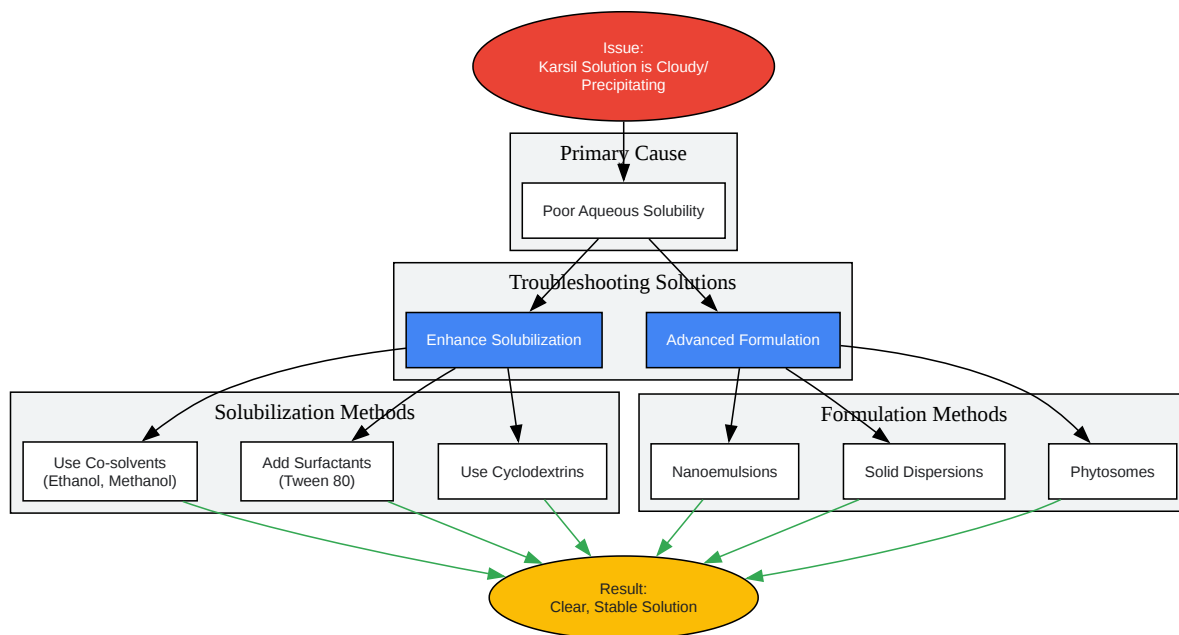 Issue:
Karsil Solution is Cloudy/
Precipitating
Primary Cause
Poor Aqueous Solubility
Troubleshooting Solutions
Enhance Solubilization
Advanced Formulation
Solubilization Methods
Formulation Methods
Use Co-solvents
(Ethanol, Methanol)
Add Surfactants
(Tween 80)
Use Cyclodextrins
Nanoemulsions
Solid Dispersions
Phytosomes
Result:
Clear, Stable Solution